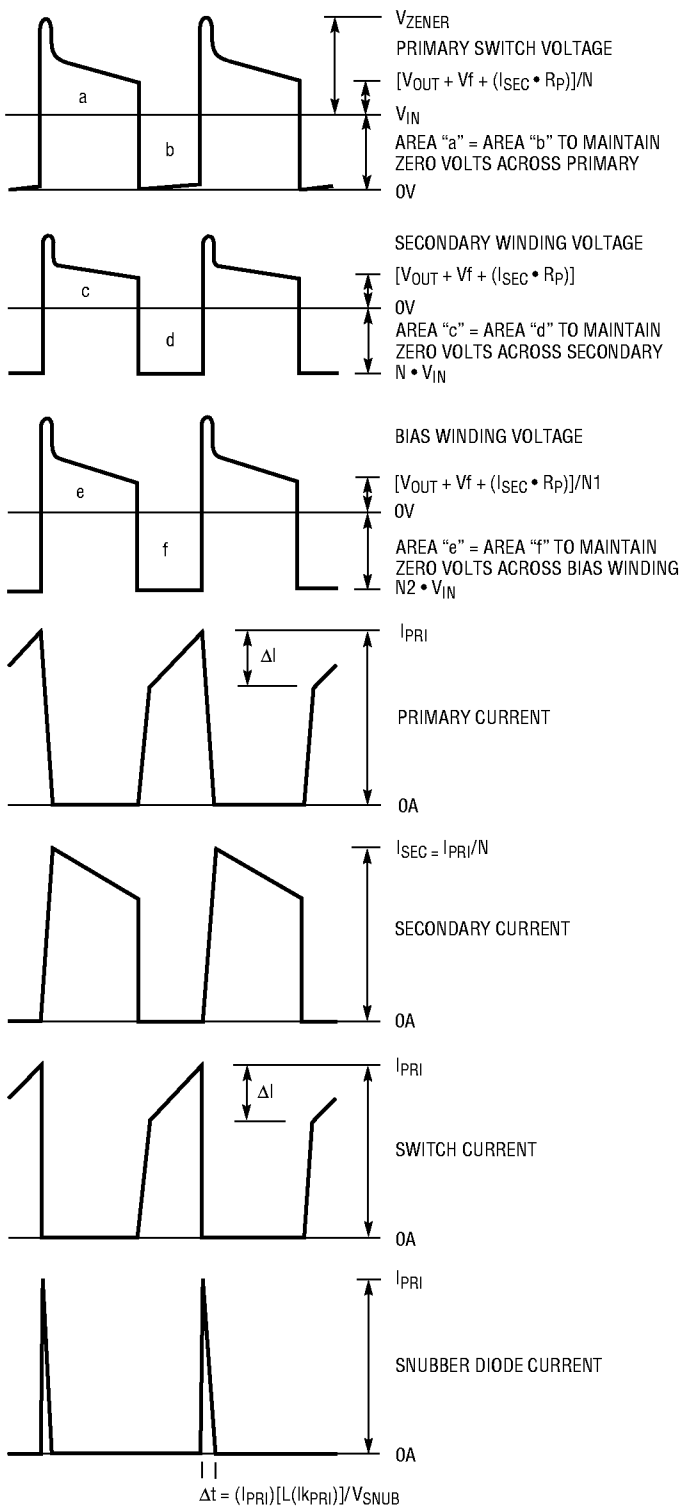 VZENER
PRIMARY SWITCH VOLTAGE
[VOUT + Vf + (ISEC • RP)]/N
a
VIN
AREA “a” = AREA “b” TO MAINTAIN
b
ZERO VOLTS ACROSS PRIMARY
0V
SECONDARY WINDING VOLTAGE
[VOUT + Vf + (ISEC • RP)]
c
0V
AREA “c” = AREA “d” TO MAINTAIN
d
ZERO VOLTS ACROSS SECONDARY
N • VIN
BIAS WINDING VOLTAGE
[VOUT + Vf + (ISEC • RP)]/N1
e
0V
AREA “e” = AREA “f” TO MAINTAIN
f
ZERO VOLTS ACROSS BIAS WINDING
N2 • VIN
IPRI
ΔI
PRIMARY CURRENT
0A
ISEC = IPRI/N
SECONDARY CURRENT
0A
IPRI
ΔI
SWITCH CURRENT
0A
IPRI
SNUBBER DIODE CURRENT
0A
Δt = (IPRI)[L(lkPRI)]/VSNUB